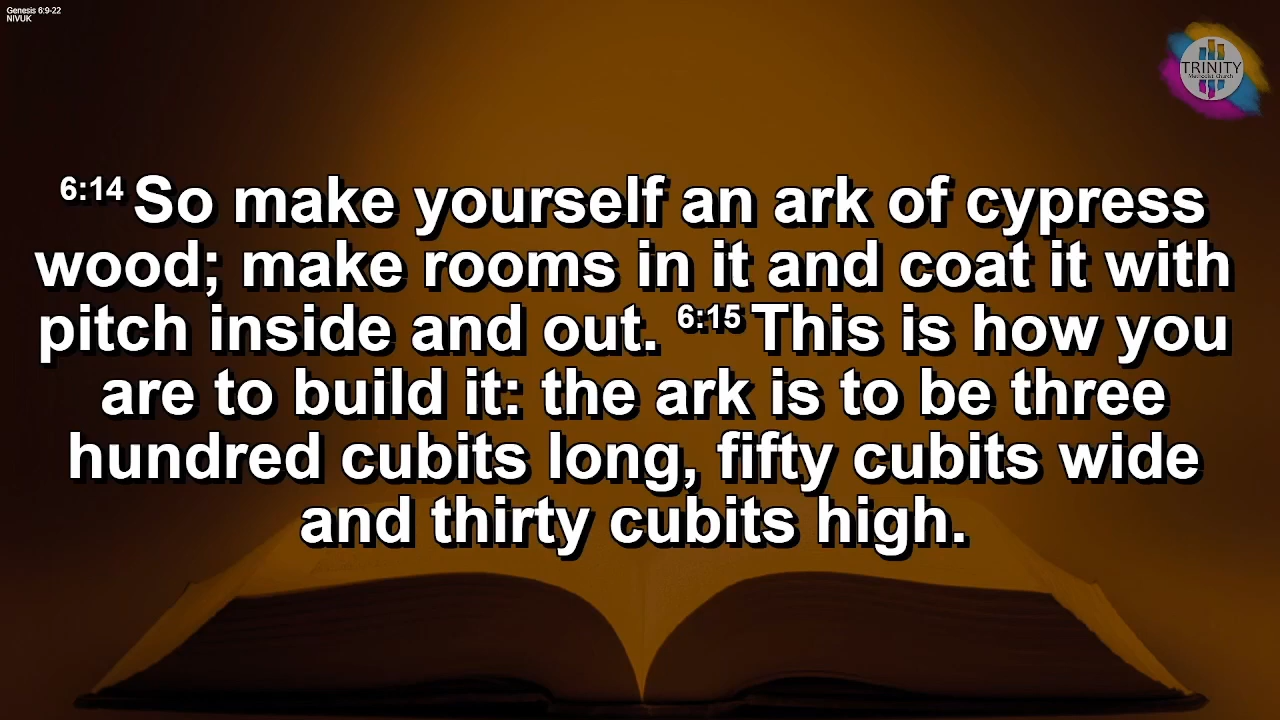 Genesis 6:9-22
NIVUK
TRINITY
Methodist Church
6:14 So make yourself an ark of cypress
wood; make rooms in it and coat it with
pitch inside and out. 6:15 This is how you
are to build it: the ark is to be three
hundred cubits long, fifty cubits wide
and thirty cubits high.